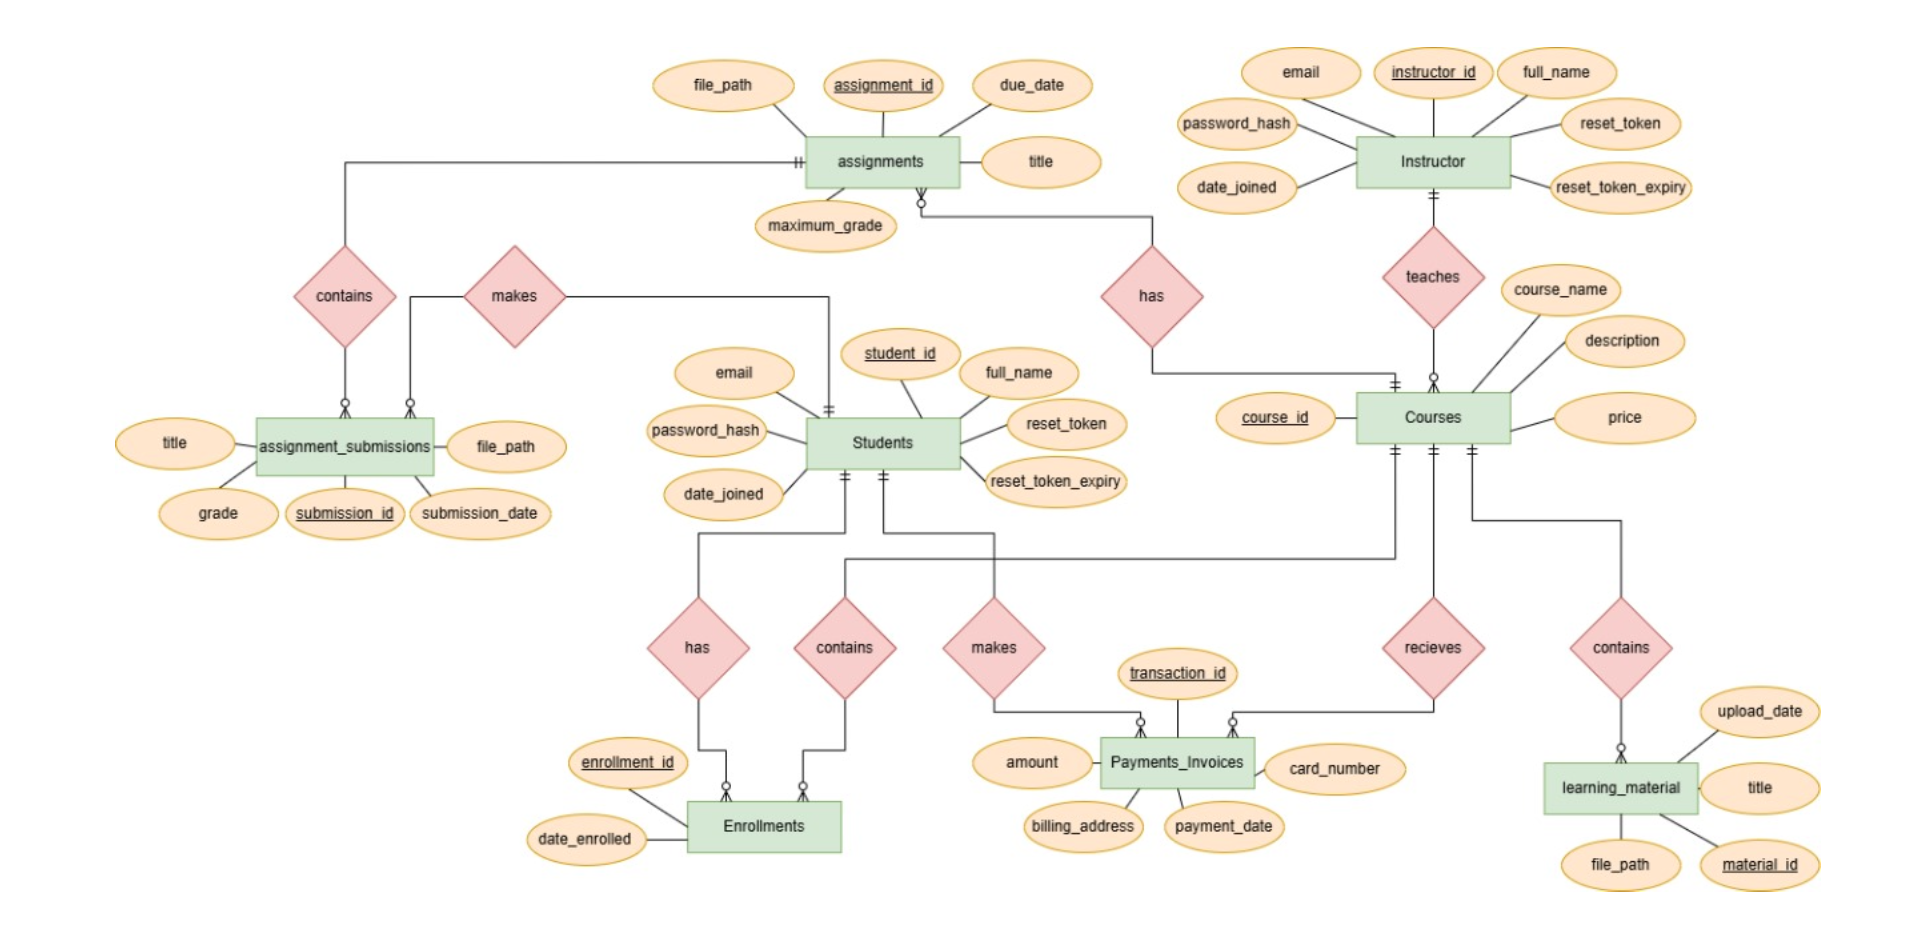 email
instructor_id
full_name
file_path
assignment_id
due_date
password_hash
reset_token
assignments
title
Instructor
date_joined
reset_token_expiry
maximum_grade
teaches
course_name
contains
makes
has
description
student_id
email
full_name
course_id
Courses
price
reset_token
password_hash
title
assignment_submissions
file_path
Students
reset_token_expiry
date_joined
grade
submission_id
submission_date
has
contains
makes
recieves
contains
transaction_id
upload_date
enrollment_id
amount
Payments_Invoices
card_number
learning_material
title
Enrollments
billing_address
payment_date
date_enrolled
file_path
material_id